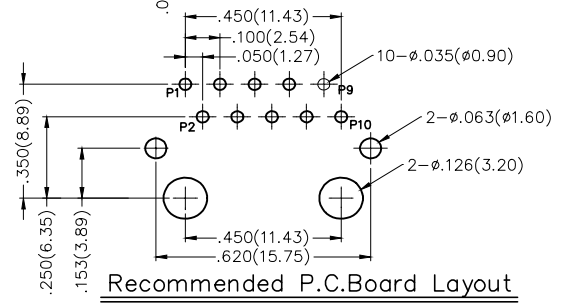 .0
.450(11.43)
.100(2.54)
.050(1.27)
10-ø.035(ø0.90)
P1
P9
P2
P10
2-ø.063(ø1.60)
2-ø.126(3.20)
.350(8.89)
.250(6.35)
.153(3.89)
.450(11.43)
.620(15.75)
Recommended P.C.Board Layout